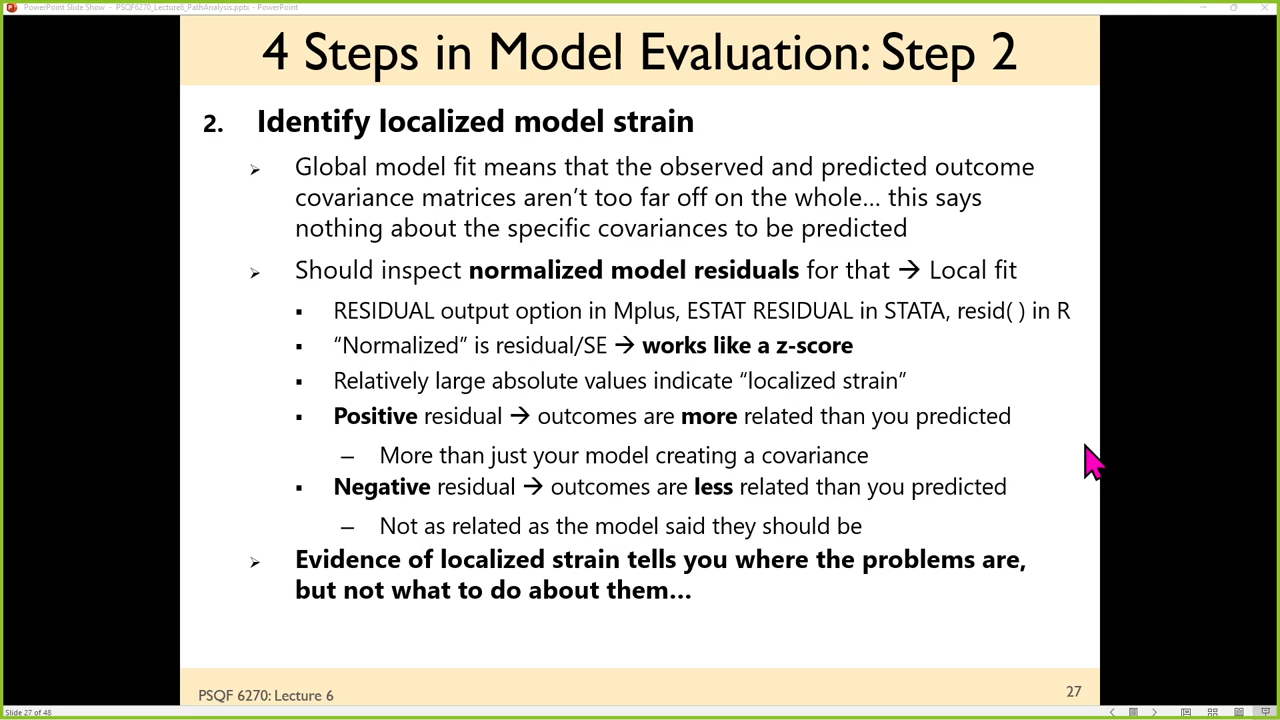 PowerPoint Slide Show - PSQF6270_Lecture6_PathAnalysis.pptx - PowerPoint
4 Steps in Model Evaluation: Step 2
2. Identify localized model strain
➢ Global model fit means that the observed and predicted outcome
covariance matrices aren't too far off on the whole... this says
nothing about the specific covariances to be predicted
➢ Should inspect normalized model residuals for that → Local fit
▪ RESIDUAL output option in Mplus, ESTAT RESIDUAL in STATA, resid( ) in R
▪ “Normalized” is residual/SE → works like a z-score
▪ Relatively large absolute values indicate “localized strain”
▪ Positive residual → outcomes are more related than you predicted
– More than just your model creating a covariance
▪ Negative residual → outcomes are less related than you predicted
– Not as related as the model said they should be
➢ Evidence of localized strain tells you where the problems are,
but not what to do about them...
PSQF 6270: Lecture 6
27
Slide 27 of 48